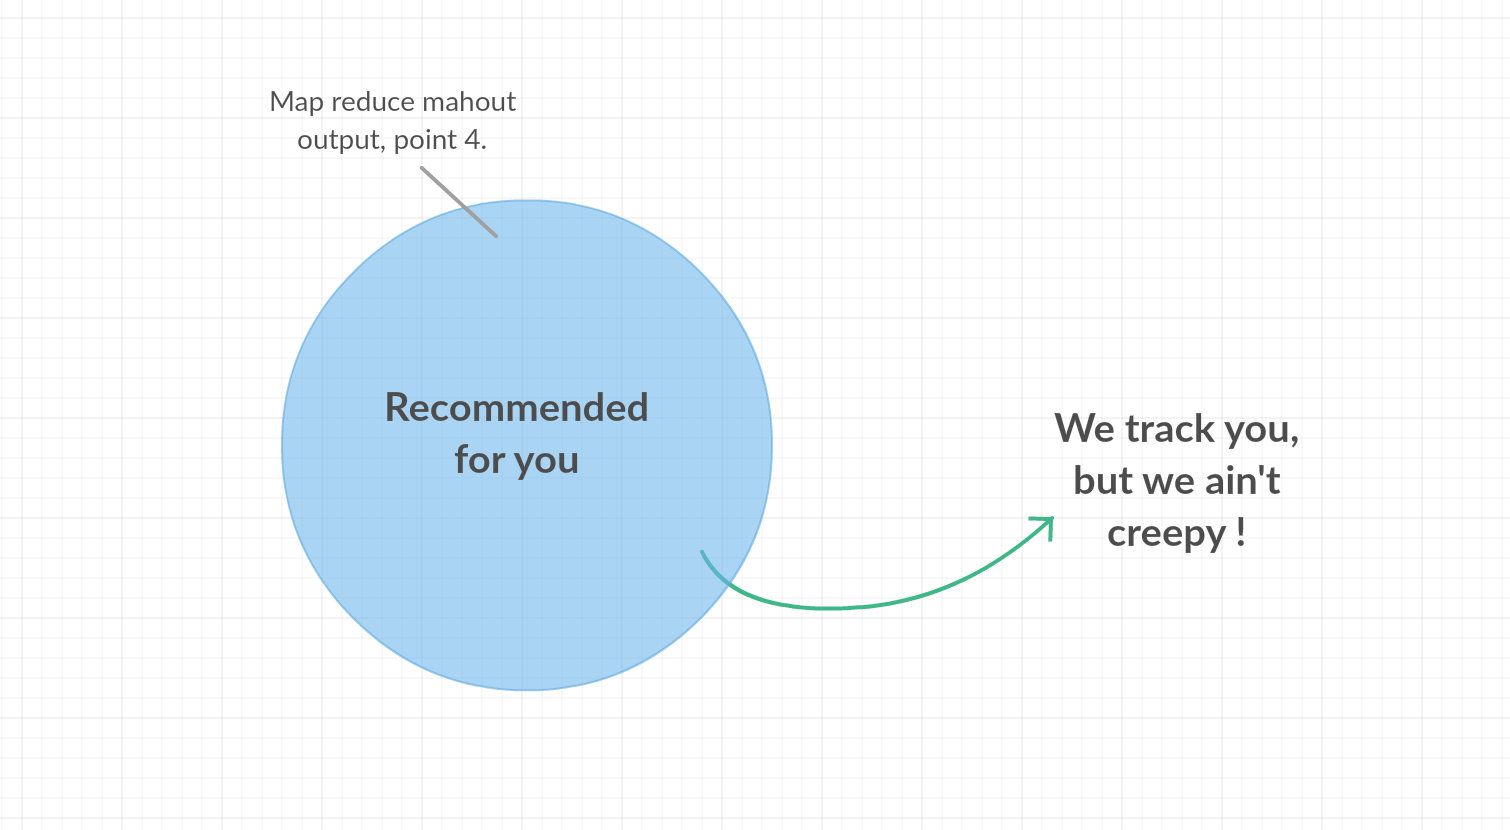 Map reduce mahout
output, point 4.
Recommended
for you
We track you,
but we ain't
creepy !